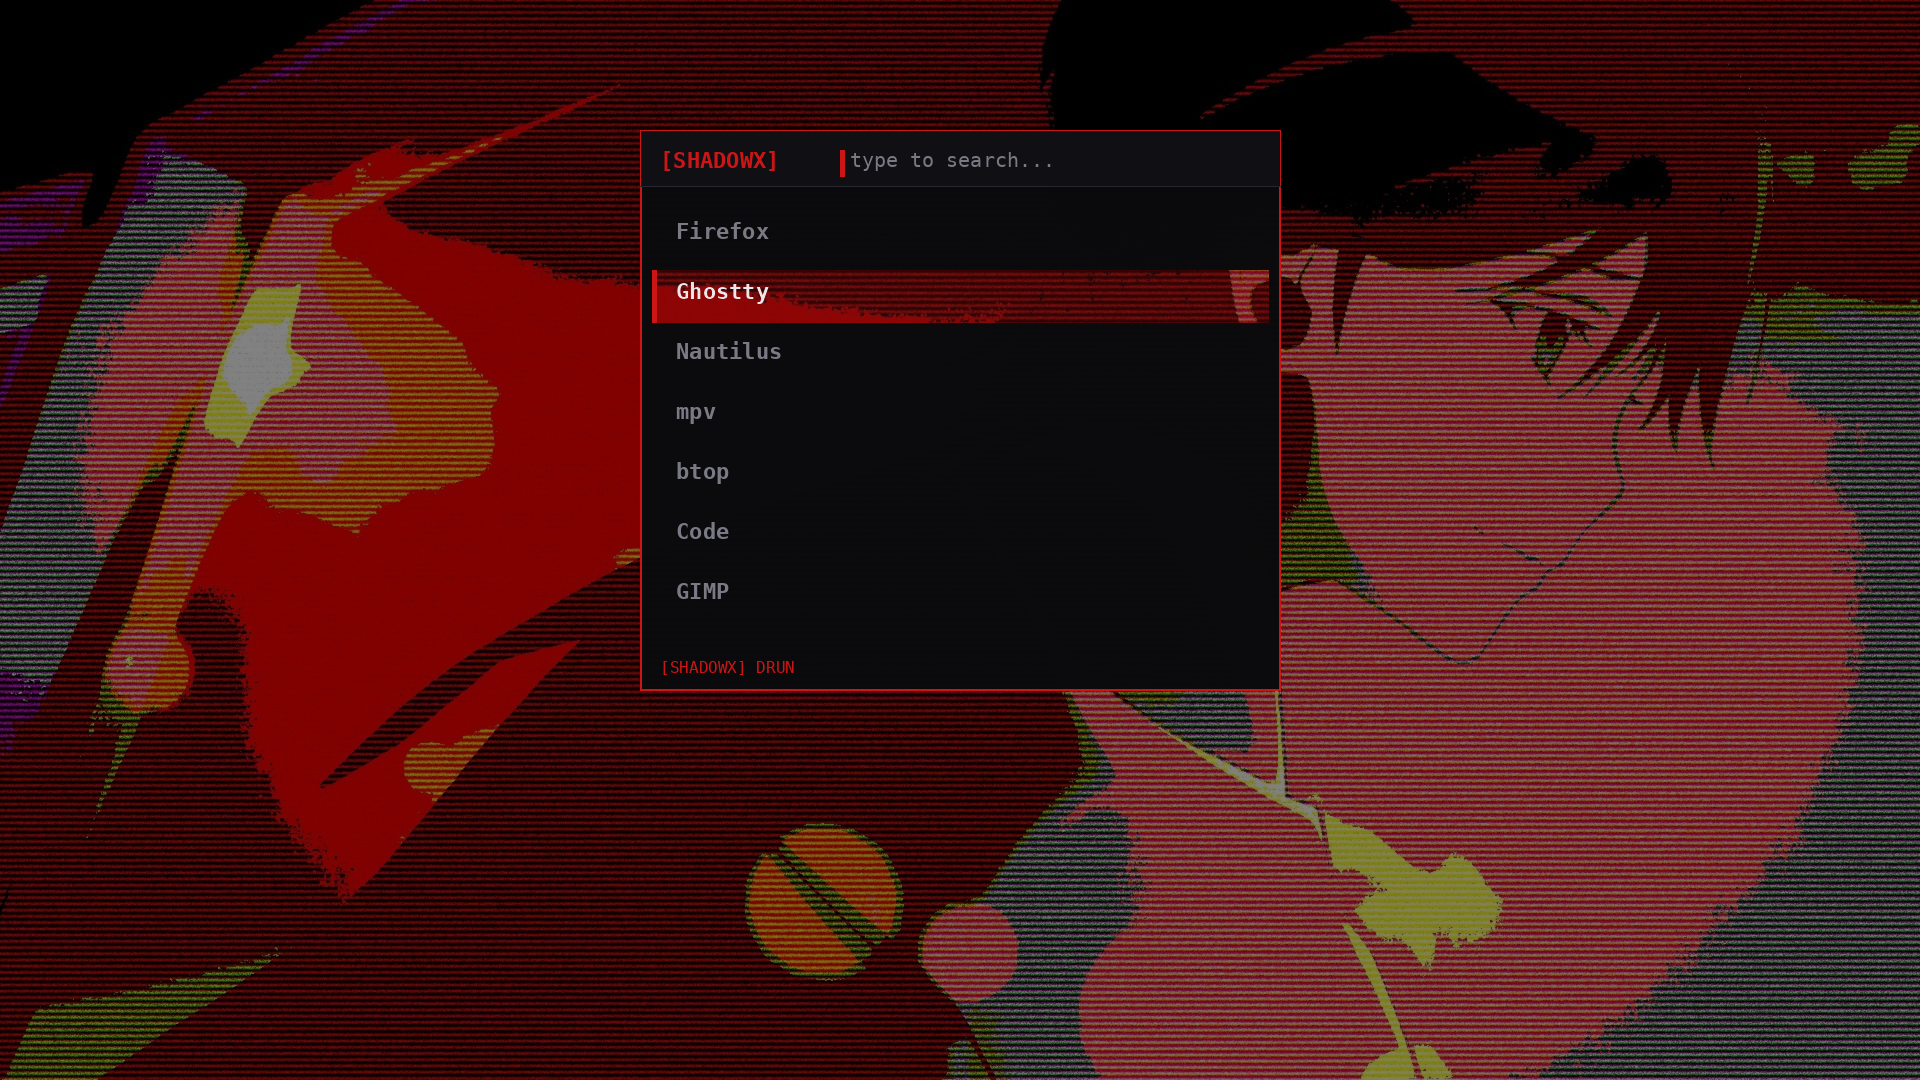 [SHADOWX] type to search...
Firefox
Ghostty
Nautilus
mpv
btop
Code
GIMP
[SHADOWX] DRUN